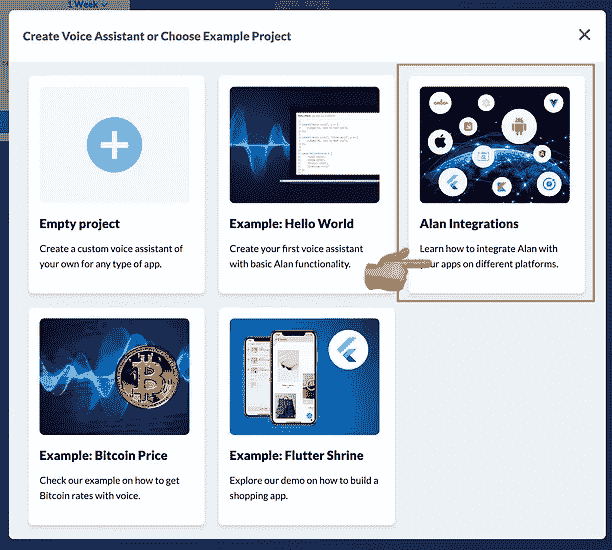 1 Week
Create Voice Assistant or Choose Example Project
Empty project
Create a custom voice assistant of
your own for any type of app.
Example: Hello World
Create your first voice assistant
with basic Alan functionality.
Alan Integrations
Learn how to integrate Alan with
your apps on different platforms.
Example: Bitcoin Price
Check our example on how to get
Bitcoin rates with voice.
Example: Flutter Shrine
Explore our demo on how to build a
shopping app.